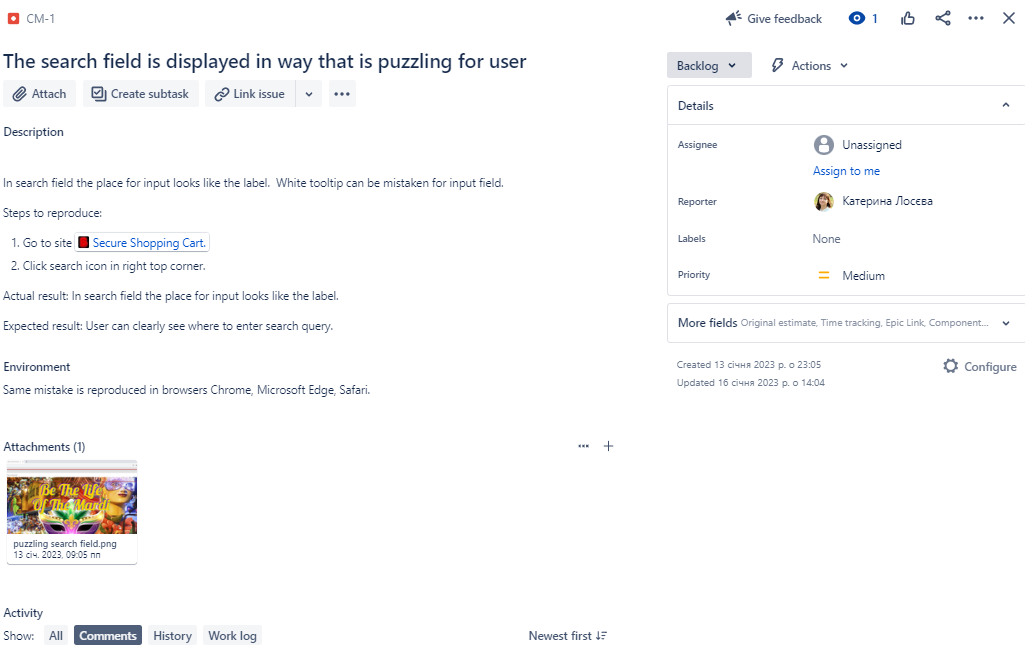 CM-1
Give feedback
1
The search field is displayed in way that is puzzling for user
Attach
Create subtask
Link issue
Description
In search field the place for input looks like the label. White tooltip can be mistaken for input field.
Steps to reproduce:
1. Go to site Secure Shopping Cart.
2. Click search icon in right top corner.
Actual result: In search field the place for input looks like the label.
Expected result: User can clearly see where to enter search query.
Environment
Same mistake is reproduced in browsers Chrome, Microsoft Edge, Safari.
Attachments (1)
Be The Life
Of The Mardi
puzzling search field.png
13 січ. 2023, 09:05 пп
Activity
Show: All Comments History Work log
Newest first
Backlog
Actions
Details
Assignee Unassigned
Assign to me
Reporter Катерина Лосєва
Labels None
Priority Medium
More fields Original estimate, Time tracking, Epic Link, Component...
Created 13 січня 2023 р. о 23:05
Configure
Updated 16 січня 2023 р. о 14:04